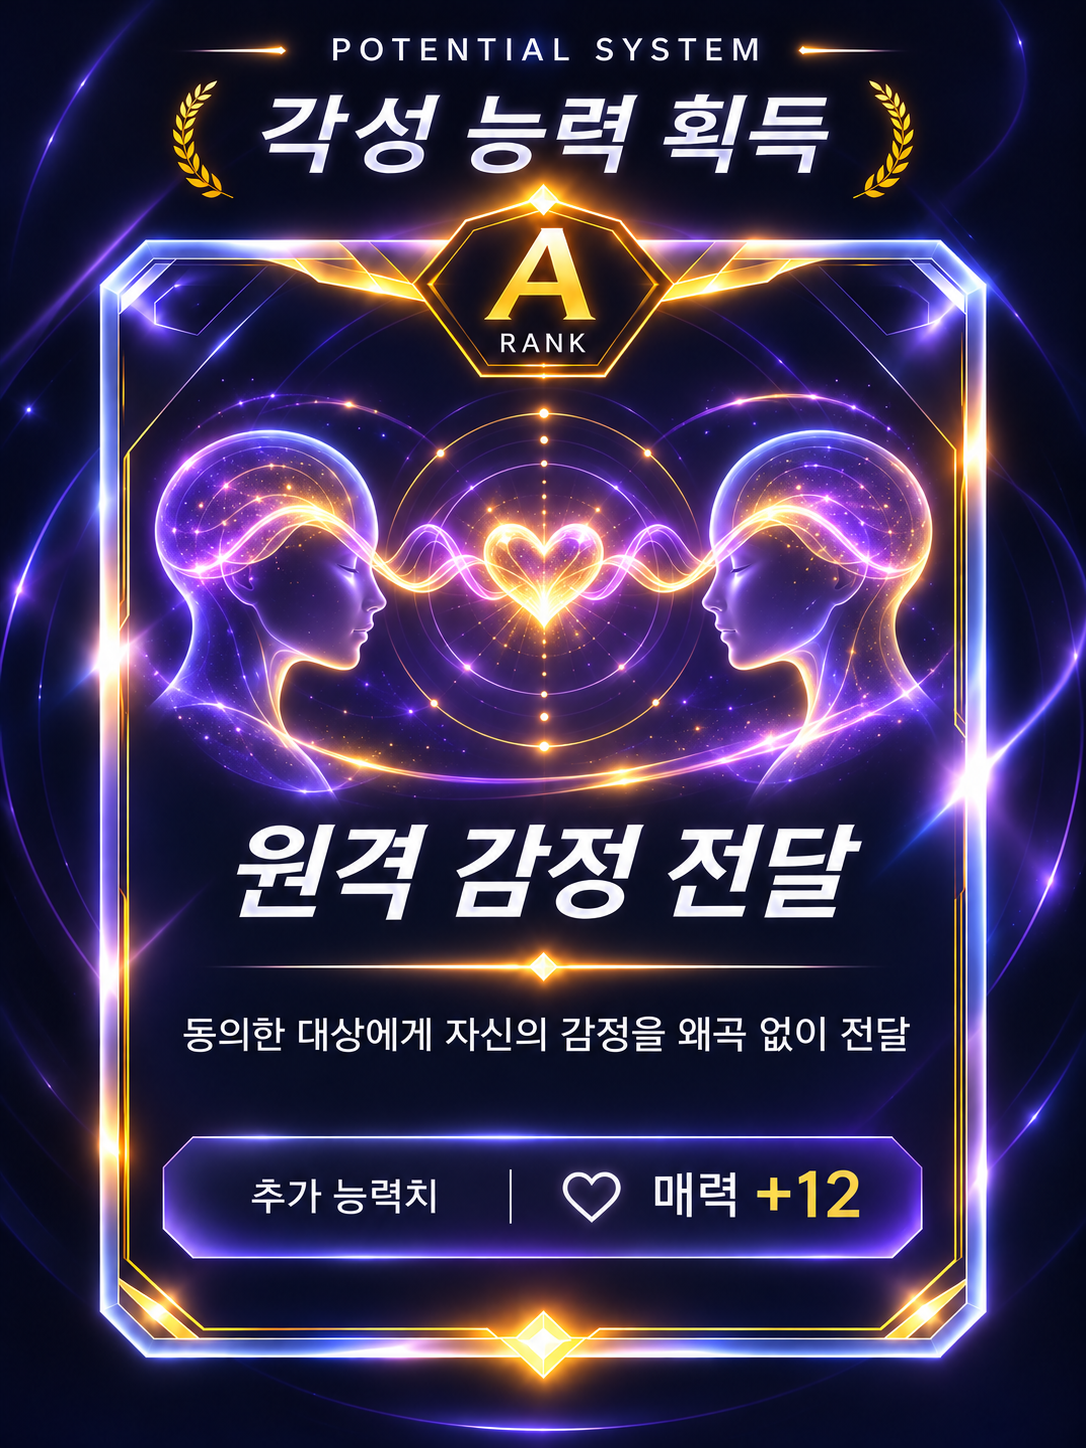 POTENTIAL SYSTEM
각성 능력 획득
A
RANK
원격 감정 전달
동의한 대상에게 자신의 감정을 왜곡 없이 전달
추가 능력치
매력 +12